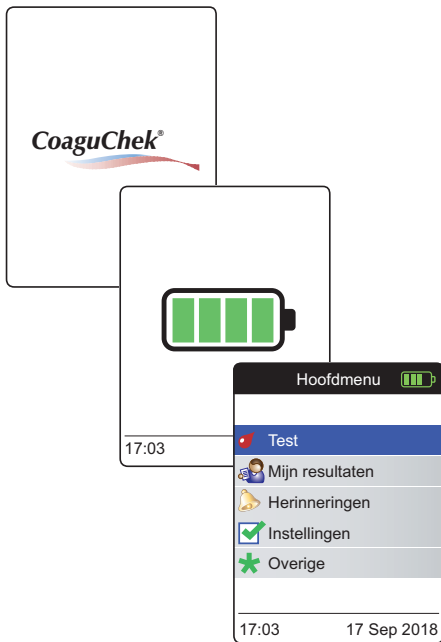 CoaguChek®
17:03
Hoofdmenu
Test
Mijn resultaten
Herinneringen
Instellingen
Overige
17:03 17 Sep 2018